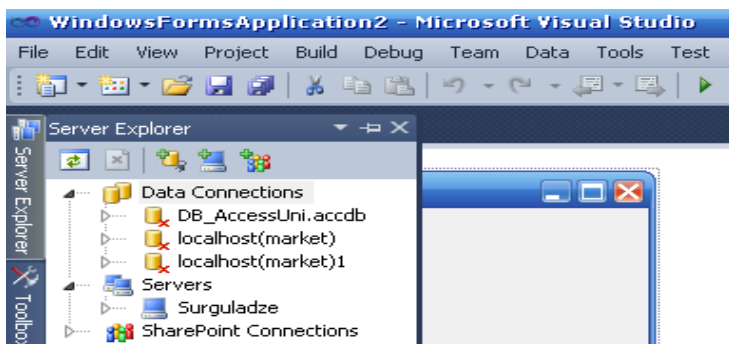 WindowsFormsApplication2 - Microsoft Visual Studio
File Edit View Project Build Debug Team Data Tools Test
Server Explorer
Server Explorer
Data Connections
DB_AccessUni.accdb
localhost(market)
localhost(market)1
Servers
Surguladze
SharePoint Connections
Toolbox